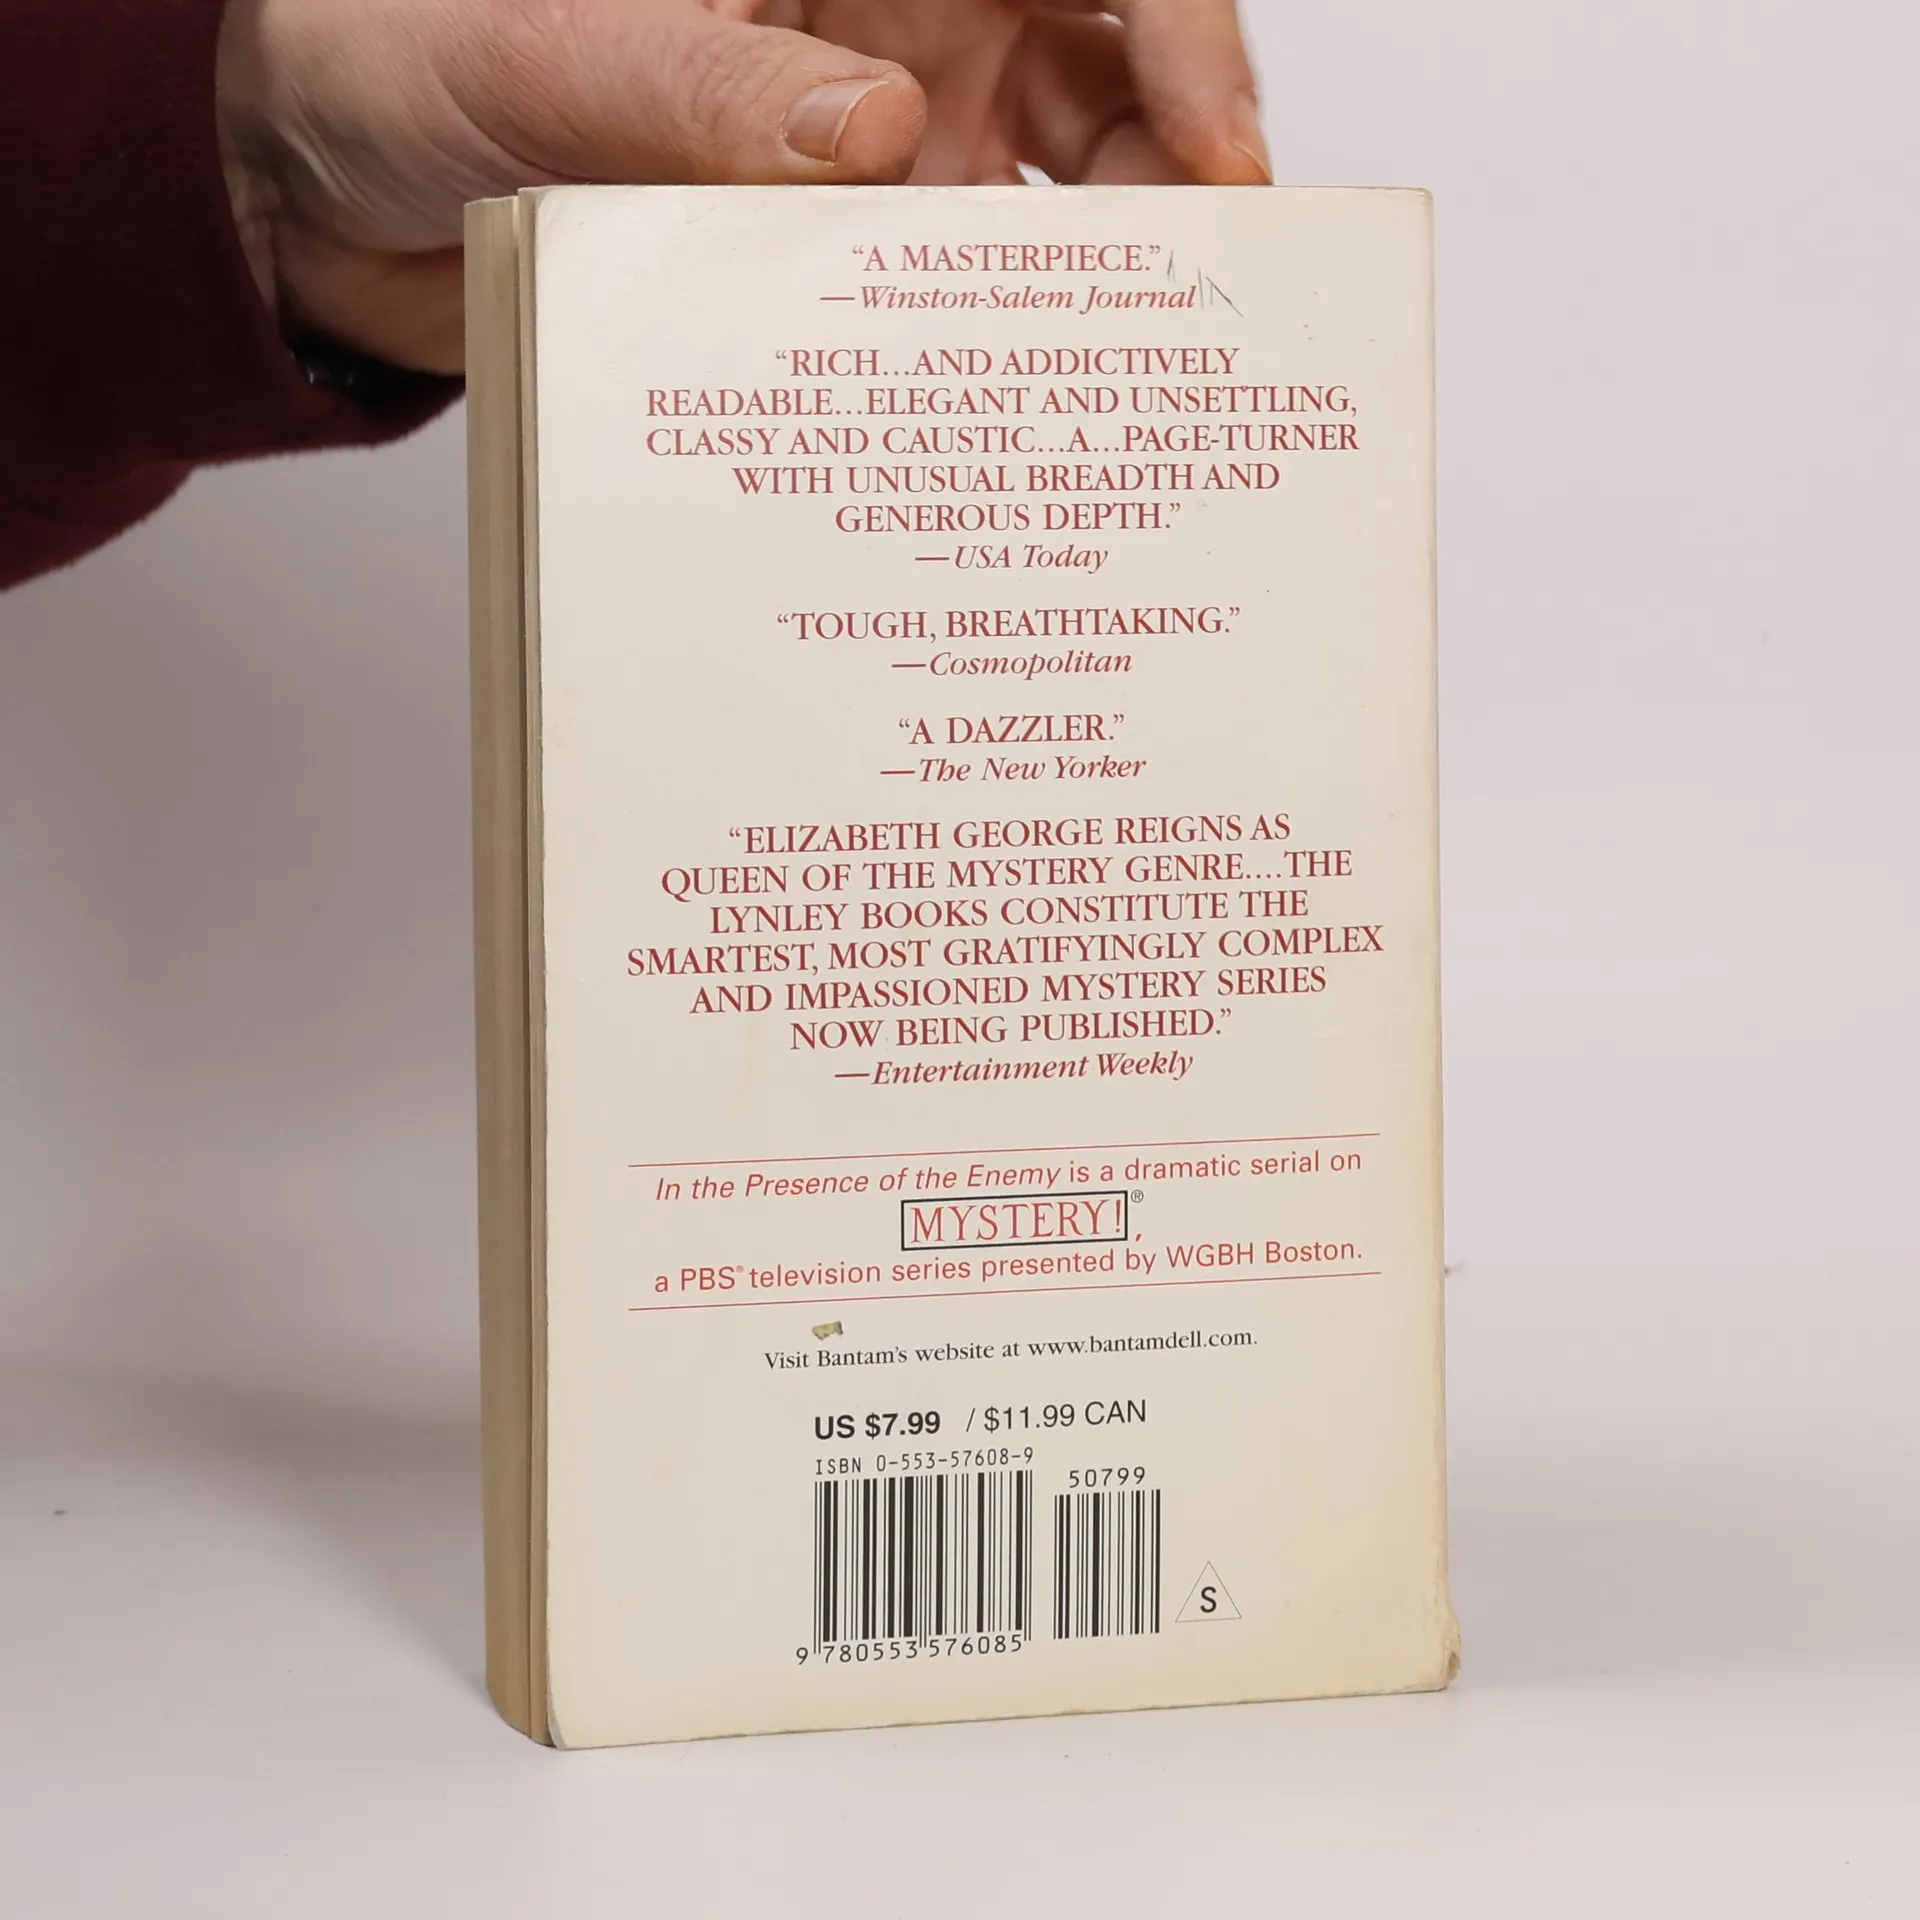 “A MASTERPIECE.”
—Winston-Salem Journal
“RICH...AND ADDICTIVELY
READABLE...ELEGANT AND UNSETTLING,
CLASSY AND CAUSTIC...A...PAGE-TURNER
WITH UNUSUAL BREADTH AND
GENEROUS DEPTH.”
—USA Today
“TOUGH, BREATHTAKING.”
—Cosmopolitan
“A DAZZLER.”
—The New Yorker
“ELIZABETH GEORGE REIGNS AS
QUEEN OF THE MYSTERY GENRE....THE
LYNLEY BOOKS CONSTITUTE THE
SMARTEST, MOST GRATIFYINGLY COMPLEX
AND IMPASSIONED MYSTERY SERIES
NOW BEING PUBLISHED.”
—Entertainment Weekly
In the Presence of the Enemy is a dramatic serial on
MYSTERY!®,
a PBS® television series presented by WGBH Boston.
Visit Bantam's website at www.bantamdell.com.
US $7.99 / $11.99 CAN
ISBN 0-553-57608-9
50799
9 780553 576085
S